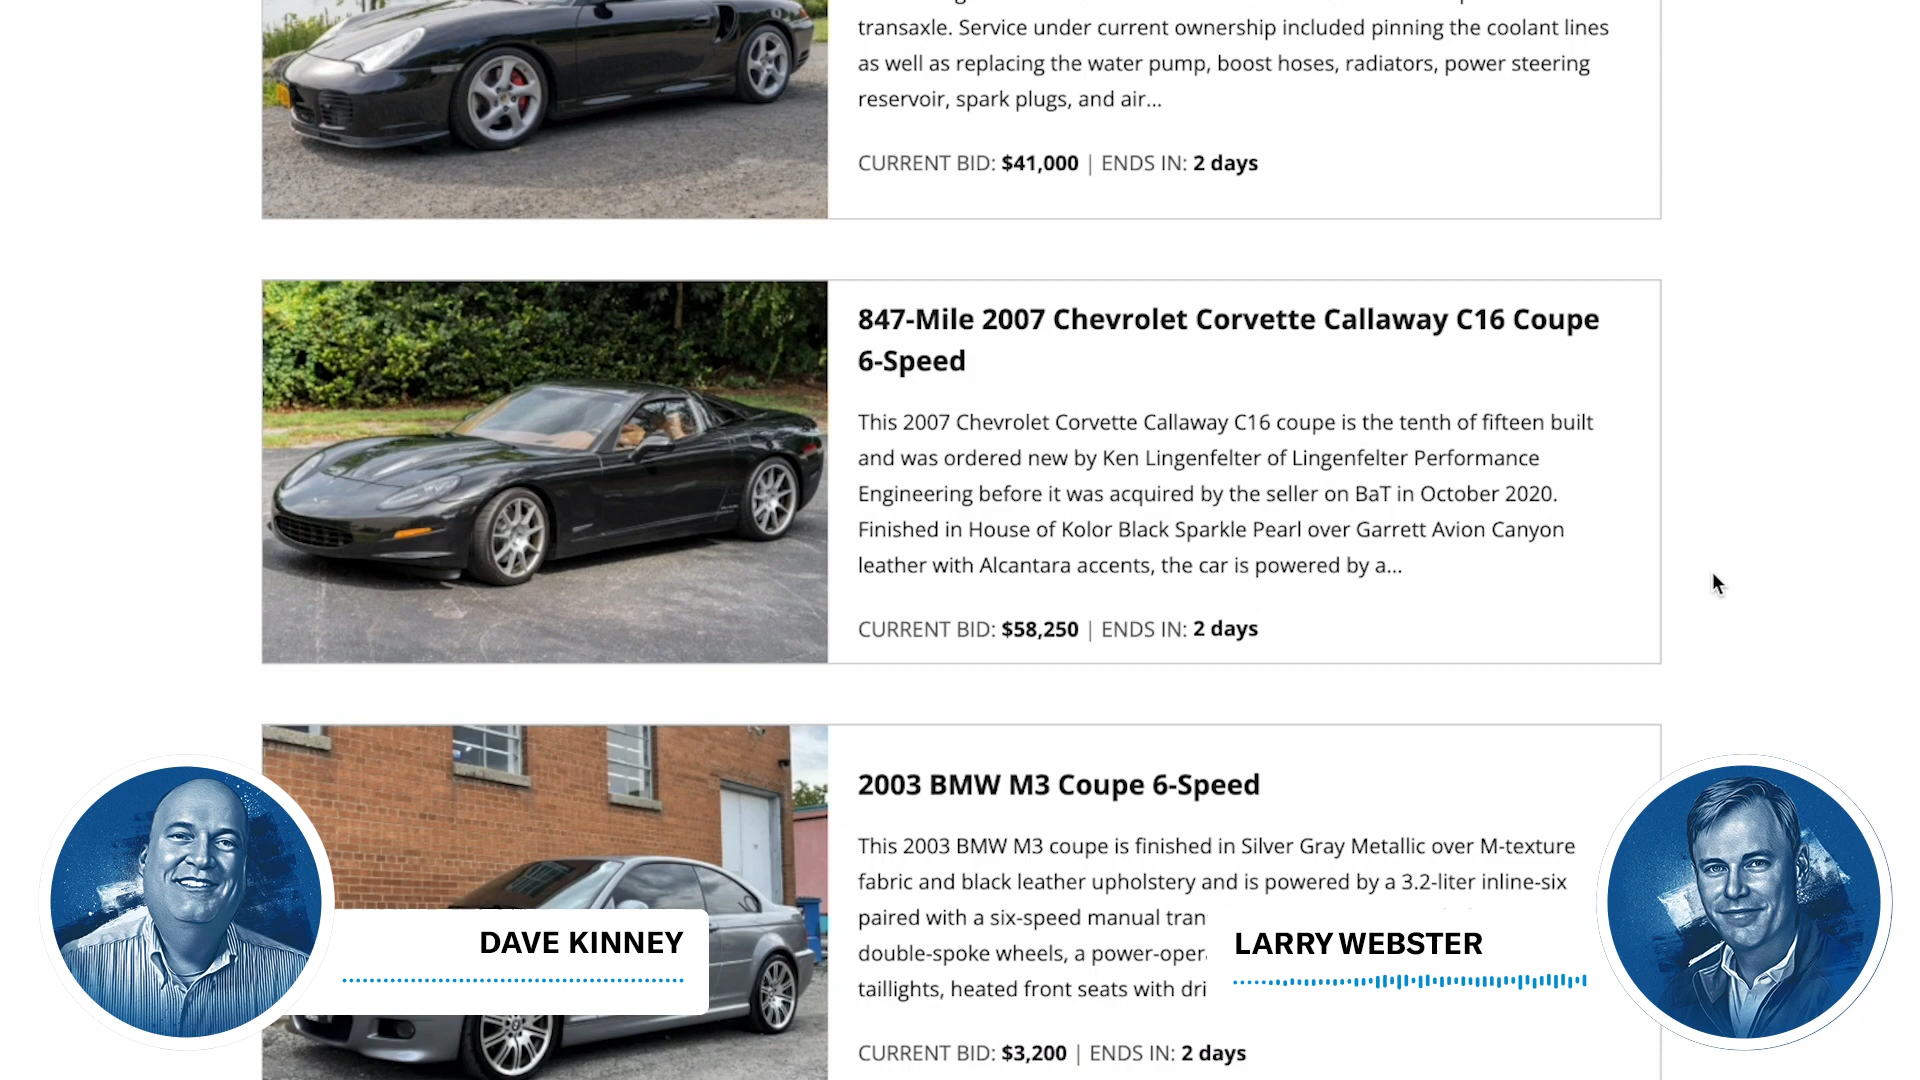 transaxle. Service under current ownership included pinning the coolant lines
as well as replacing the water pump, boost hoses, radiators, power steering
reservoir, spark plugs, and air...
CURRENT BID: $41,000 | ENDS IN: 2 days
847-Mile 2007 Chevrolet Corvette Callaway C16 Coupe
6-Speed
This 2007 Chevrolet Corvette Callaway C16 coupe is the tenth of fifteen built
and was ordered new by Ken Lingenfelter of Lingenfelter Performance
Engineering before it was acquired by the seller on BaT in October 2020.
Finished in House of Kolor Black Sparkle Pearl over Garrett Avion Canyon
leather with Alcantara accents, the car is powered by a...
CURRENT BID: $58,250 | ENDS IN: 2 days
2003 BMW M3 Coupe 6-Speed
This 2003 BMW M3 coupe is finished in Silver Gray Metallic over M-texture
fabric and black leather upholstery and is powered by a 3.2-liter inline-six
paired with a six-speed manual tran
double-spoke wheels, a power-oper
taillights, heated front seats with dri
CURRENT BID: $3,200 | ENDS IN: 2 days
DAVE KINNEY
LARRY WEBSTER